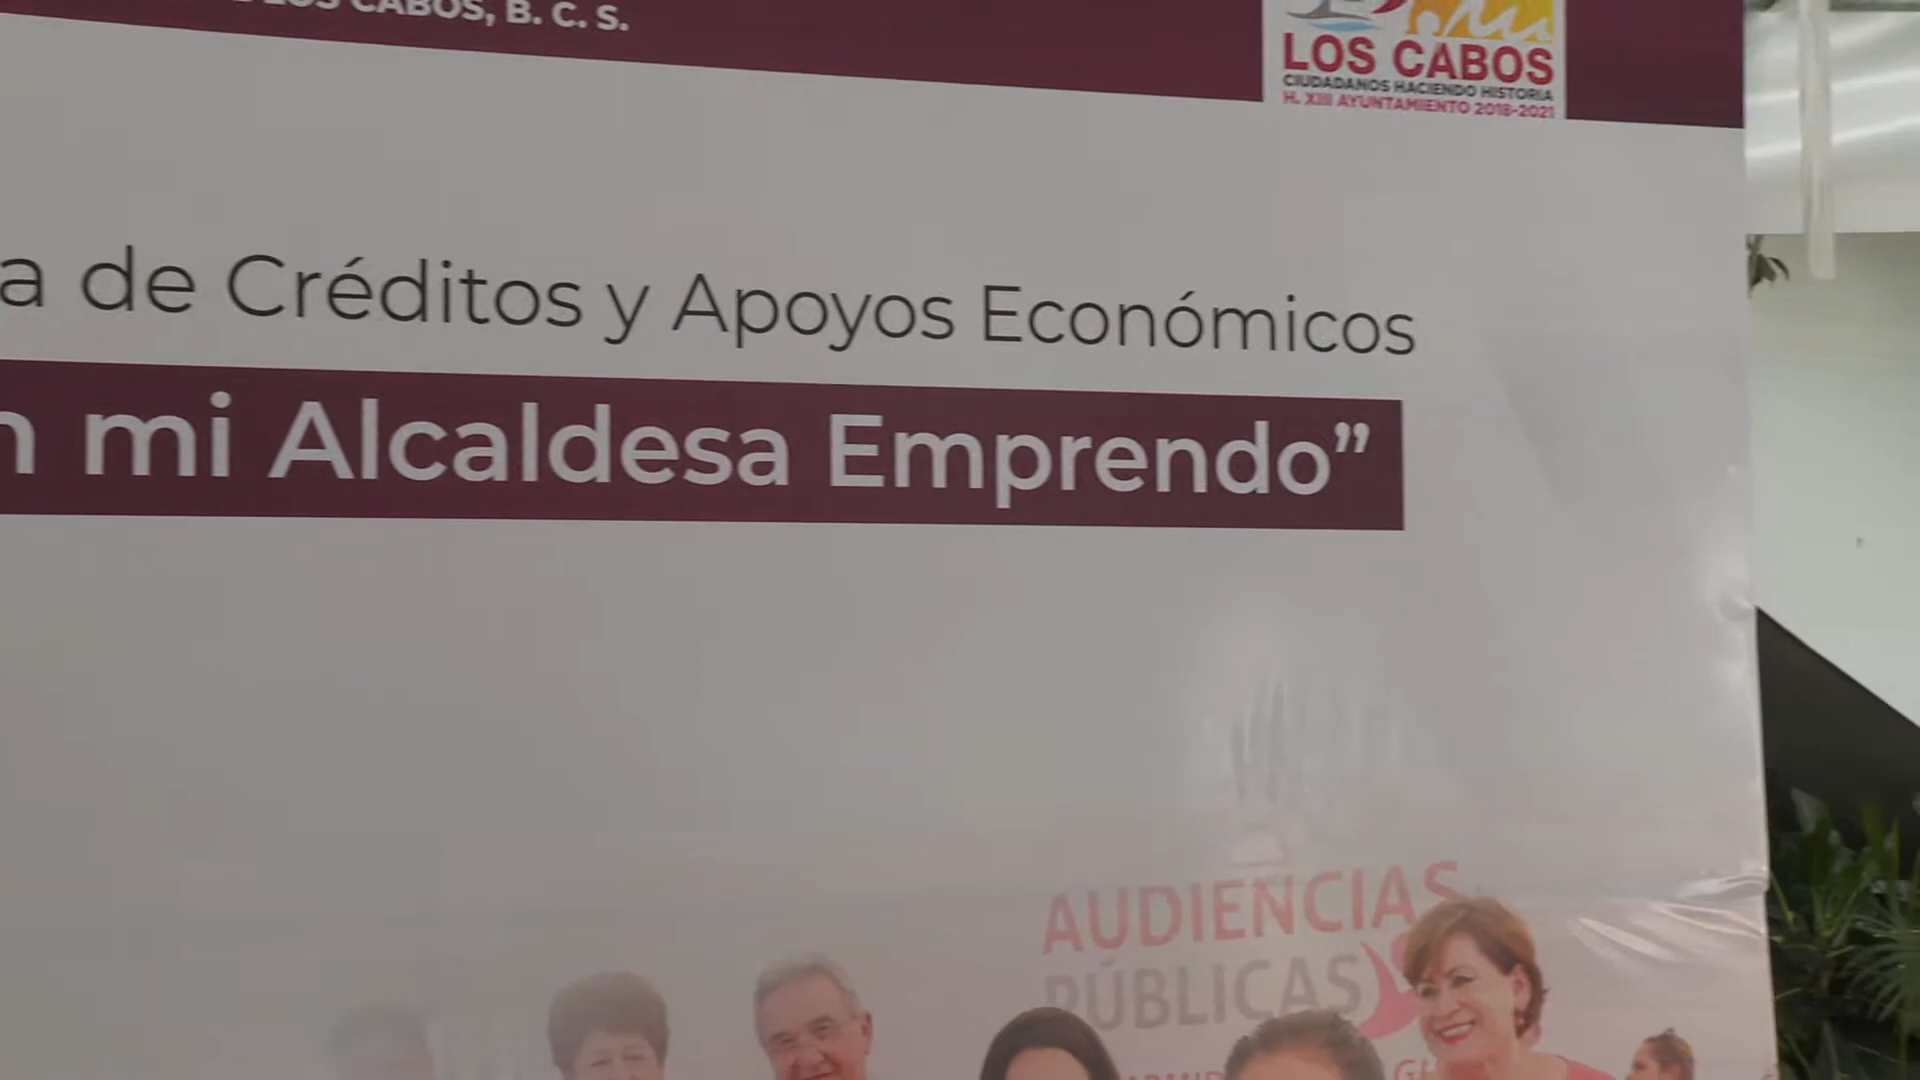 LOS CABOS, B. C. S.
LOS CABOS
CIUDADANOS HACIENDO HISTORIA
H. XIII AYUNTAMIENTO 2018-2021
a de Créditos y Apoyos Económicos
n mi Alcaldesa Emprendo”
AUDIENCIAS
PÚBLICAS